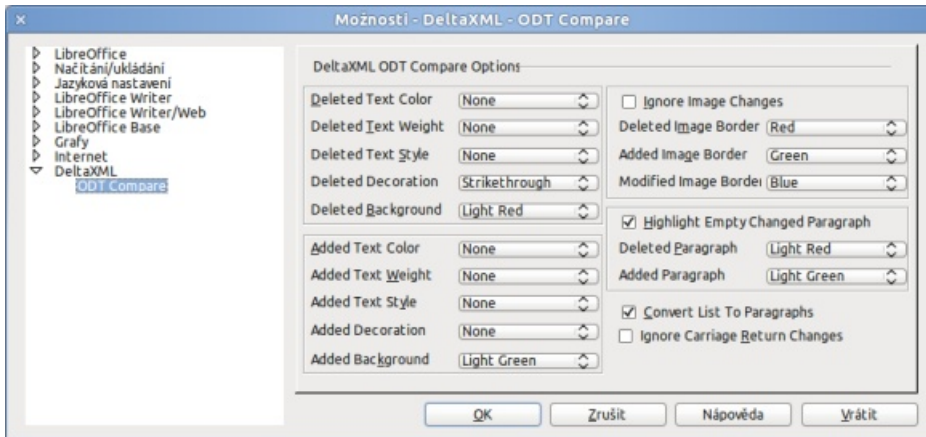 Možnosti - DeltaXML - ODT Compare
LibreOffice
Načítání/ukládání
Jazyková nastavení
LibreOffice Writer
LibreOffice Writer/Web
LibreOffice Base
Grafy
Internet
DeltaXML
ODT Compare
DeltaXML ODT Compare Options
Deleted Text Color None
Deleted Text Weight None
Deleted Text Style None
Deleted Decoration Strikethrough
Deleted Background Light Red
Added Text Color None
Added Text Weight None
Added Text Style None
Added Decoration None
Added Background Light Green
Ignore Image Changes
Deleted Image Border Red
Added Image Border Green
Modified Image Border Blue
Highlight Empty Changed Paragraph
Deleted Paragraph Light Red
Added Paragraph Light Green
Convert List To Paragraphs
Ignore Carriage Return Changes
OK Zrušit Nápověda Vrátit